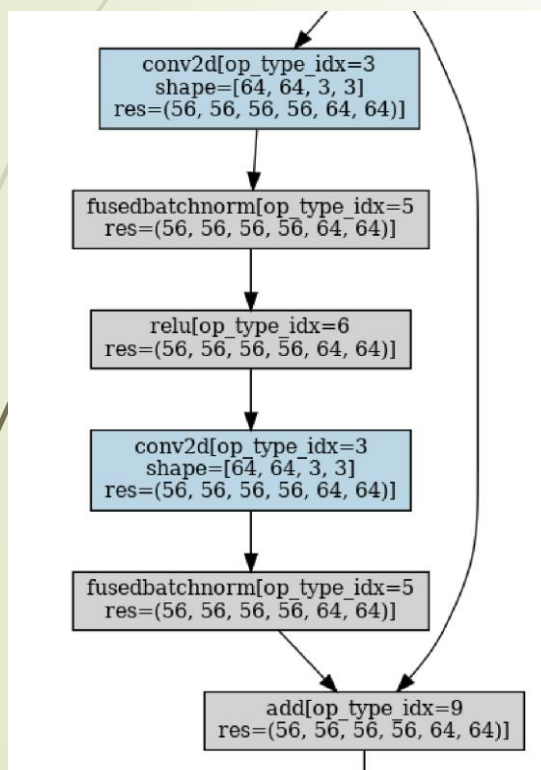 conv2d[op_type_idx=3
shape=[64, 64, 3, 3]
res=(56, 56, 56, 56, 64, 64)]
fusedbatchnorm[op_type_idx=5
res=(56, 56, 56, 56, 64, 64)]
relu[op_type_idx=6
res=(56, 56, 56, 56, 64, 64)]
conv2d[op_type_idx=3
shape=[64, 64, 3, 3]
res=(56, 56, 56, 56, 64, 64)]
fusedbatchnorm[op_type_idx=5
res=(56, 56, 56, 56, 64, 64)]
add[op_type_idx=9
res=(56, 56, 56, 56, 64, 64)]